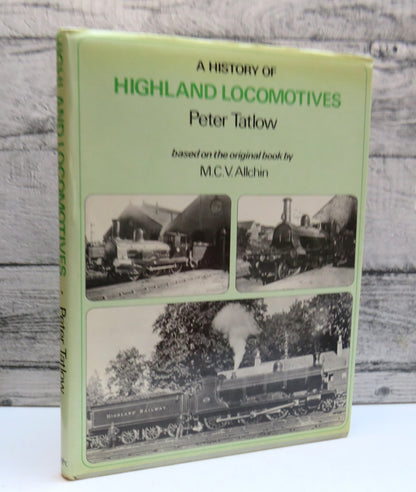 A HISTORY OF
HIGHLAND LOCOMOTIVES
Peter Tatlow
based on the original book by
M.C.V. Allchin
HIGHLAND RAILWAY
HIGHLAND LOCOMOTIVES • Peter Tatlow